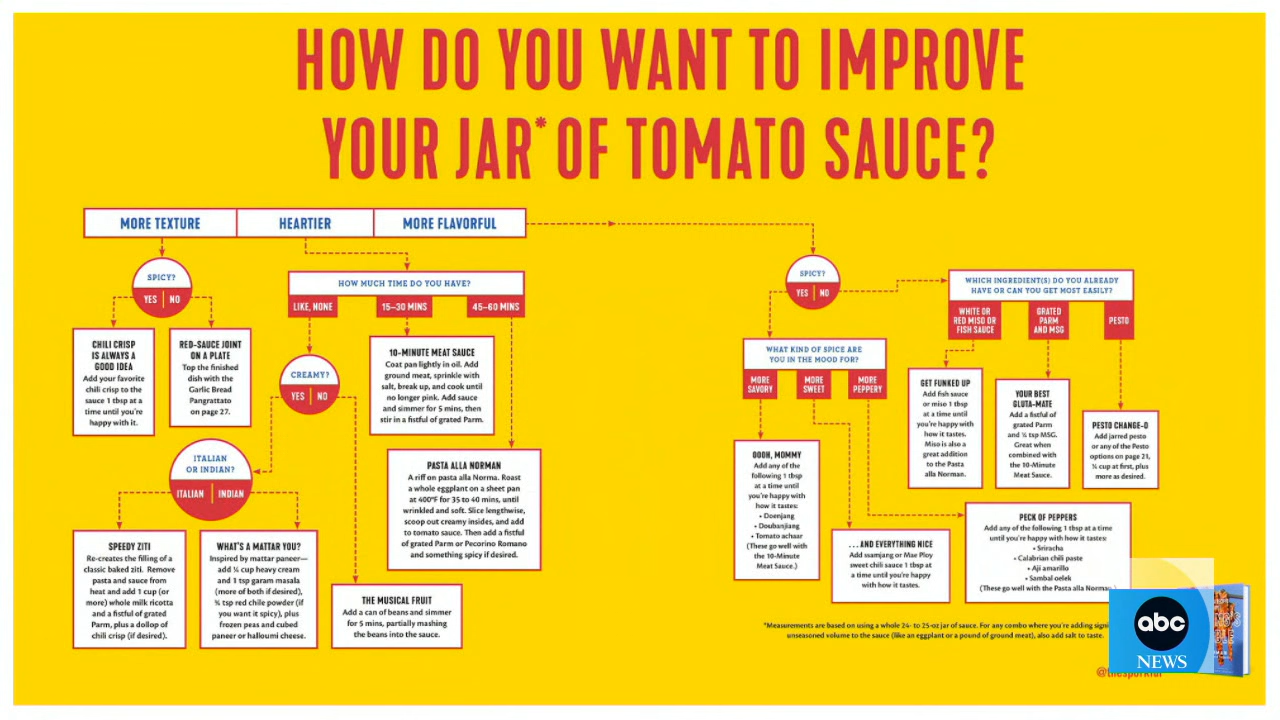 HOW DO YOU WANT TO IMPROVE
YOUR JAR* OF TOMATO SAUCE?
MORE TEXTURE
HEARTIER
MORE FLAVORFUL
SPICY?
YES | NO
CHILI CRISP
IS ALWAYS A
GOOD IDEA
Add your favorite
chili crisp to the
sauce 1 tbsp at a
time until you're
happy with it.
RED-SAUCE JOINT
ON A PLATE
Top the finished
dish with the
Garlic Bread
Pangrattato
on page 27.
HOW MUCH TIME DO YOU HAVE?
LIKE, NONE
15–30 MINS
45–60 MINS
CREAMY?
YES | NO
10-MINUTE MEAT SAUCE
Coat pan lightly in oil. Add
ground meat, sprinkle with
salt, break up, and cook until
no longer pink. Add sauce
and simmer for 5 mins, then
stir in a fistful of grated Parm.
ITALIAN
OR INDIAN?
ITALIAN | INDIAN
PASTA ALLA NORMAN
A riff on pasta alla Norma. Roast
a whole eggplant on a sheet pan
at 400°F for 35 to 40 mins, until
wrinkled and soft. Slice lengthwise,
scoop out creamy insides, and add
to tomato sauce. Then add a fistful
of grated Parm or Pecorino Romano
and something spicy if desired.
SPEEDY ZITI
Re-creates the filling of a
classic baked ziti. Remove
pasta and sauce from
heat and add 1 cup (or
more) whole milk ricotta
and a fistful of grated
Parm, plus a dollop of
chili crisp (if desired).
WHAT'S A MATTAR YOU?
Inspired by mattar paneer—
add ¼ cup heavy cream
and 1 tsp garam masala
(more of both if desired),
¾ tsp red chile powder (if
you want it spicy), plus
frozen peas and cubed
paneer or halloumi cheese.
THE MUSICAL FRUIT
Add a can of beans and simmer
for 5 mins, partially mashing
the beans into the sauce.
SPICY?
YES | NO
WHAT KIND OF SPICE ARE
YOU IN THE MOOD FOR?
MORE
SAVORY
MORE
SWEET
MORE
PEPPERY
WHICH INGREDIENT(S) DO YOU ALREADY
HAVE OR CAN YOU GET MOST EASILY?
WHITE OR
RED MISO OR
FISH SAUCE
GRATED
PARM
AND MSG
PESTO
GET FUNKED UP
Add fish sauce
or miso 1 tbsp
at a time until
you're happy with
how it tastes.
Miso is also a
great addition
to the Pasta
alla Norman.
YOUR BEST
GLUTA-MATE
Add a fistful of
grated Parm
and ½ tsp MSG.
Great when
combined with
the 10-Minute
Meat Sauce.
PESTO CHANGE-O
Add jarred pesto
or any of the Pesto
options on page 21,
¼ cup at first, plus
more as desired.
OOOH, MOMMY
Add any of the
following 1 tbsp
at a time until
you're happy with
how it tastes:
• Doenjang
• Doubanjiang
• Tomato achaar
(These go well with
the 10-Minute
Meat Sauce.)
...AND EVERYTHING NICE
Add ssamjang or Mae Ploy
sweet chili sauce 1 tbsp at
a time until you're happy
with how it tastes.
PECK OF PEPPERS
Add any of the following 1 tbsp at a time
until you're happy with how it tastes:
• Sriracha
• Calabrian chili paste
• Aji amarillo
• Sambal oelek
(These go well with the Pasta alla Norman.)
*Measurements are based on using a whole 24- to 25-oz jar of sauce. For any combo where you're adding
unseasoned volume to the sauce (like an eggplant or a pound of ground meat), also add salt to taste.
abc
NEWS